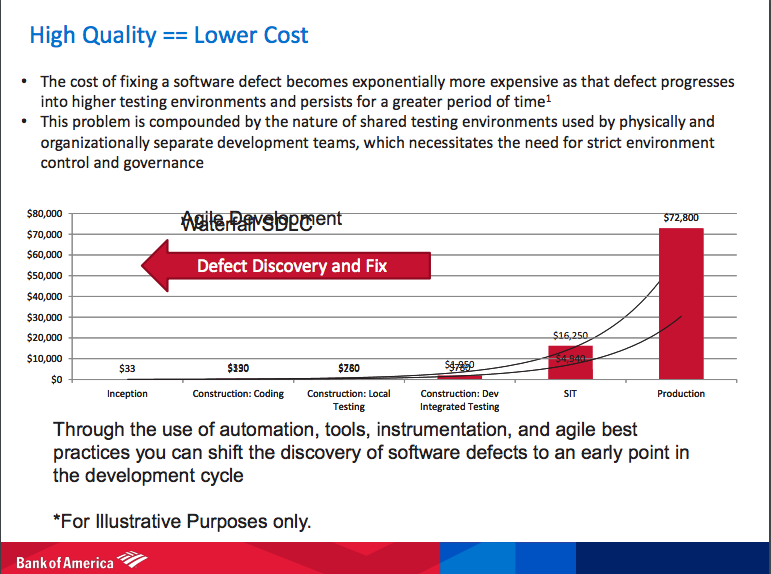 High Quality == Lower Cost
• The cost of fixing a software defect becomes exponentially more expensive as that defect progresses
into higher testing environments and persists for a greater period of time¹
• This problem is compounded by the nature of shared testing environments used by physically and
organizationally separate development teams, which necessitates the need for strict environment
control and governance
Agile Development
Waterfall SDLC
Defect Discovery and Fix
$80,000
$70,000
$60,000
$50,000
$40,000
$30,000
$20,000
$10,000
$0
$33
$16,250
$4,940
$72,800
Inception
Construction: Coding
Construction: Local
Testing
Construction: Dev
Integrated Testing
SIT
Production
Through the use of automation, tools, instrumentation, and agile best
practices you can shift the discovery of software defects to an early point in
the development cycle
*For Illustrative Purposes only.
Bank of America